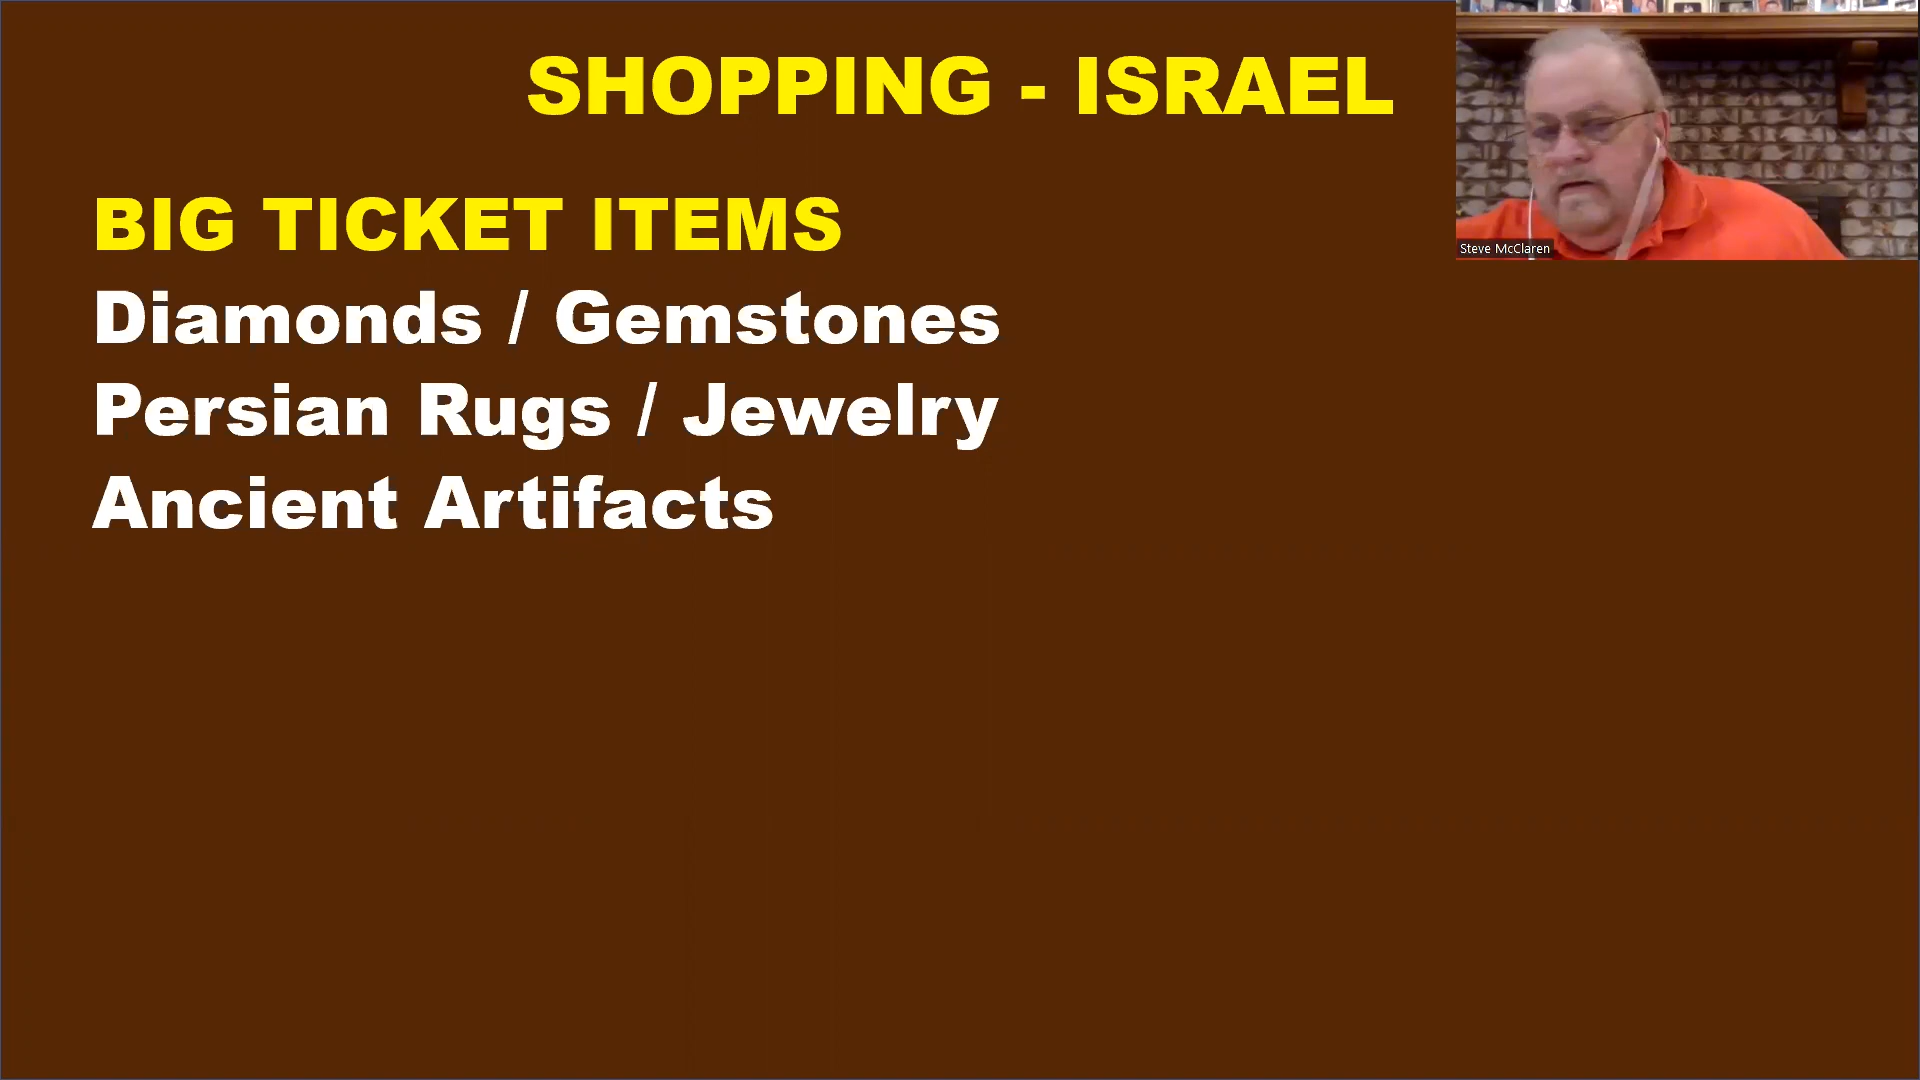 SHOPPING - ISRAEL
BIG TICKET ITEMS
Diamonds / Gemstones
Persian Rugs / Jewelry
Ancient Artifacts
Steve McClaren